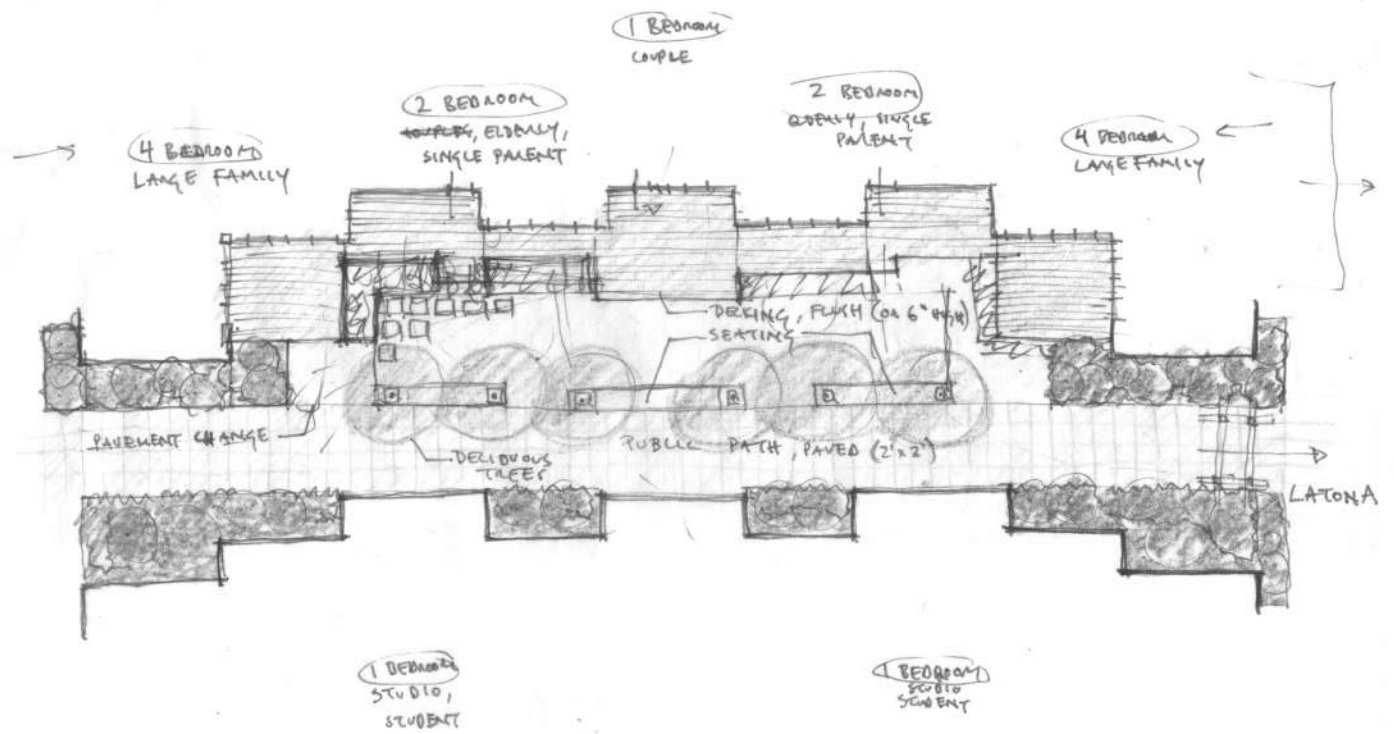 1 BEDROOM
COUPLE
2 BEDROOM
COUPLES, ELDERLY,
SINGLE PARENT
2 BEDROOM
ELDERLY, SINGLE
PARENT
4 BEDROOM
LARGE FAMILY
4 BEDROOM
LARGE FAMILY
DECKING, FLUSH (OR 6" HIGH)
SEATING
PAVEMENT CHANGE
DECIDUOUS
TREES
PUBLIC PATH, PAVED (2'x2')
LATONA
1 BEDROOM
STUDIO,
STUDENT
1 BEDROOM
STUDIO
STUDENT